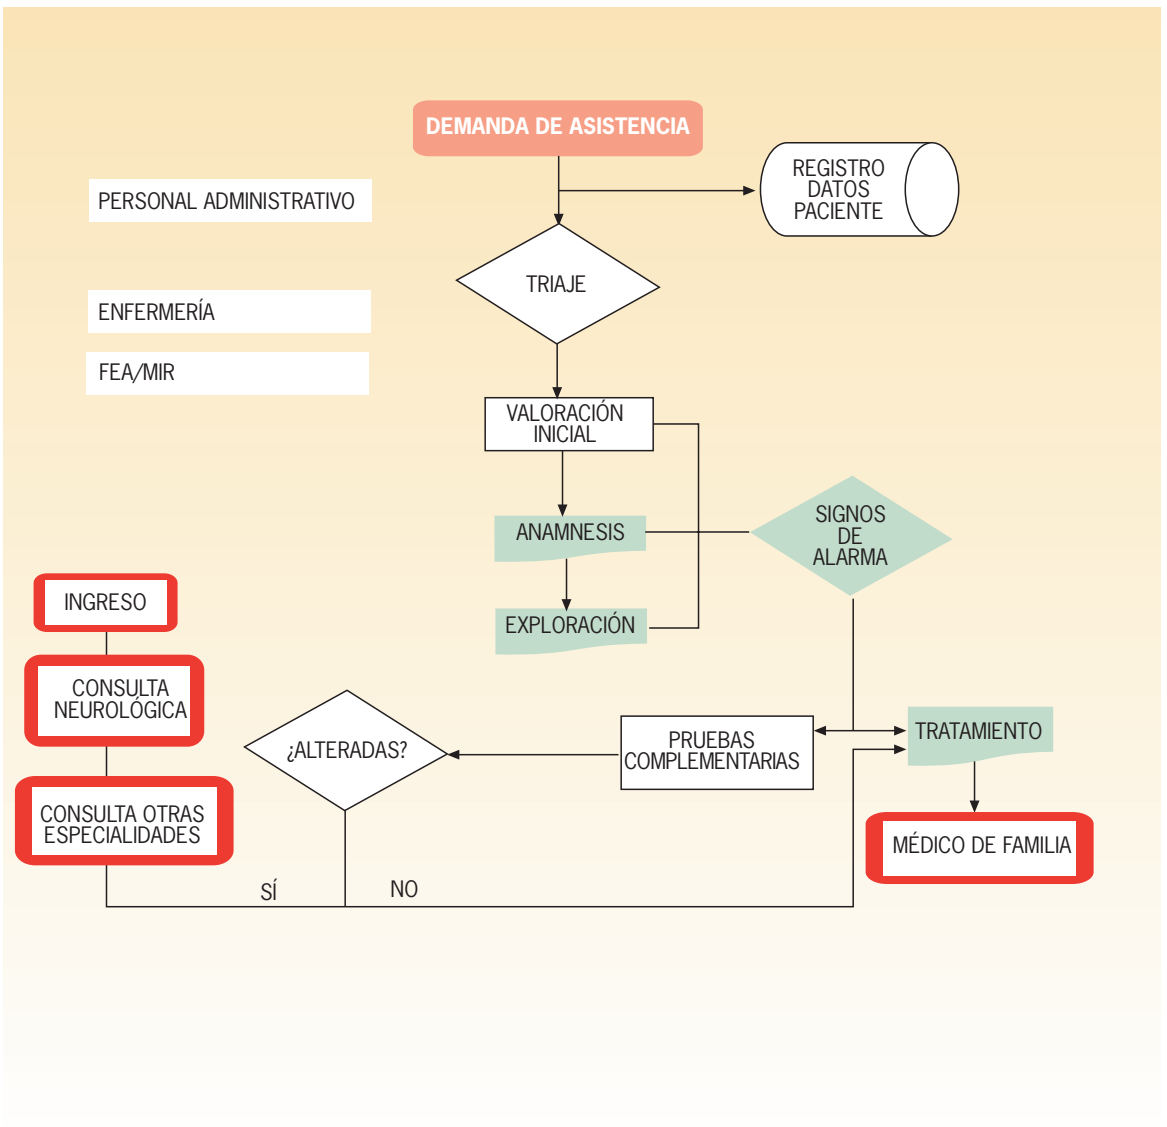 DEMANDA DE ASISTENCIA
REGISTRO
DATOS
PACIENTE
PERSONAL ADMINISTRATIVO
TRIAJE
ENFERMERÍA
FEA/MIR
VALORACIÓN
INICIAL
SIGNOS
DE
ALARMA
ANAMNESIS
EXPLORACIÓN
INGRESO
CONSULTA
NEUROLÓGICA
¿ALTERADAS?
PRUEBAS
COMPLEMENTARIAS
TRATAMIENTO
CONSULTA OTRAS
ESPECIALIDADES
MÉDICO DE FAMILIA
SÍ
NO